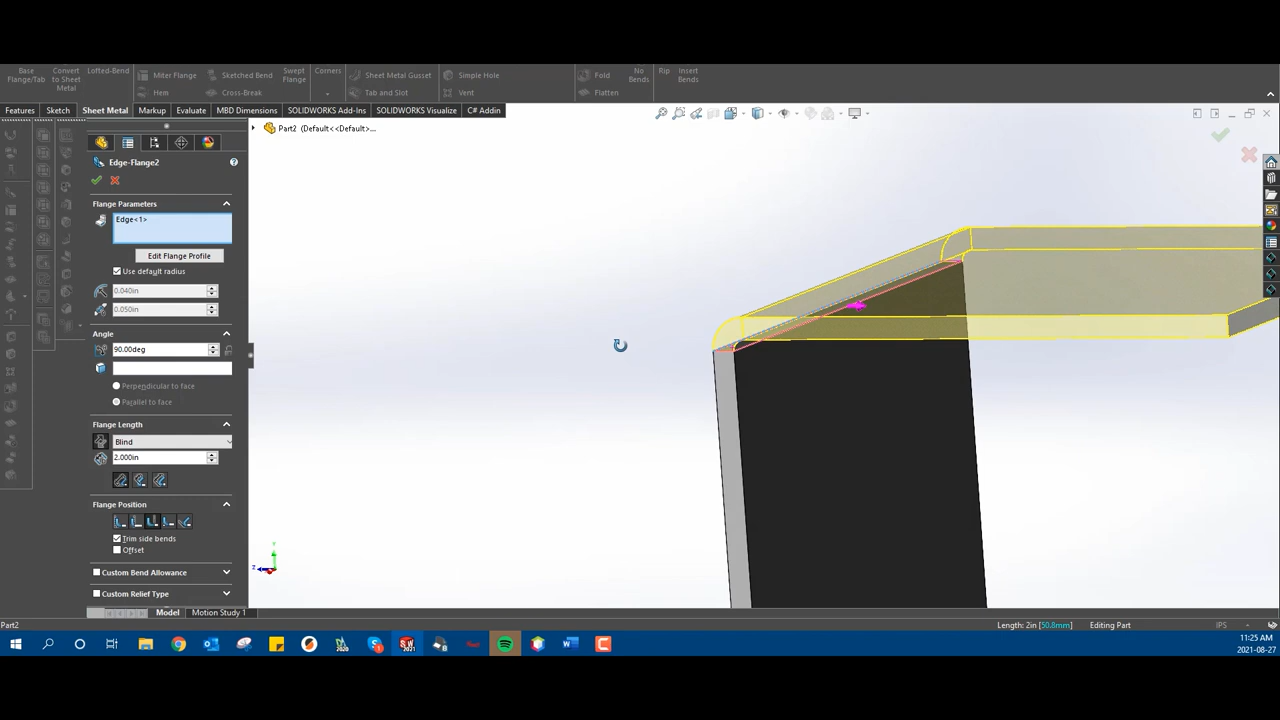 Base Flange/Tab
Convert to Sheet Metal
Lofted-Bend
Miter Flange
Hem
Sketched Bend
Cross-Break
Swept Flange
Corners
Sheet Metal Gusset
Tab and Slot
Simple Hole
Vent
Fold
Flatten
No Bends
Rip
Insert Bends
Features
Sketch
Sheet Metal
Markup
Evaluate
MBD Dimensions
SOLIDWORKS Add-Ins
SOLIDWORKS Visualize
C# Addin
Part2 (Default<<Default>...
Edge-Flange2
Flange Parameters
Edge<1>
Edit Flange Profile
Use default radius
0.040in
0.050in
Angle
90.00deg
Perpendicular to face
Parallel to face
Flange Length
Blind
2.000in
Flange Position
Trim side bends
Offset
Custom Bend Allowance
Custom Relief Type
Model
Motion Study 1
Part2
Length: 2in [50.8mm]
Editing Part
IPS
11:25 AM
2021-08-27